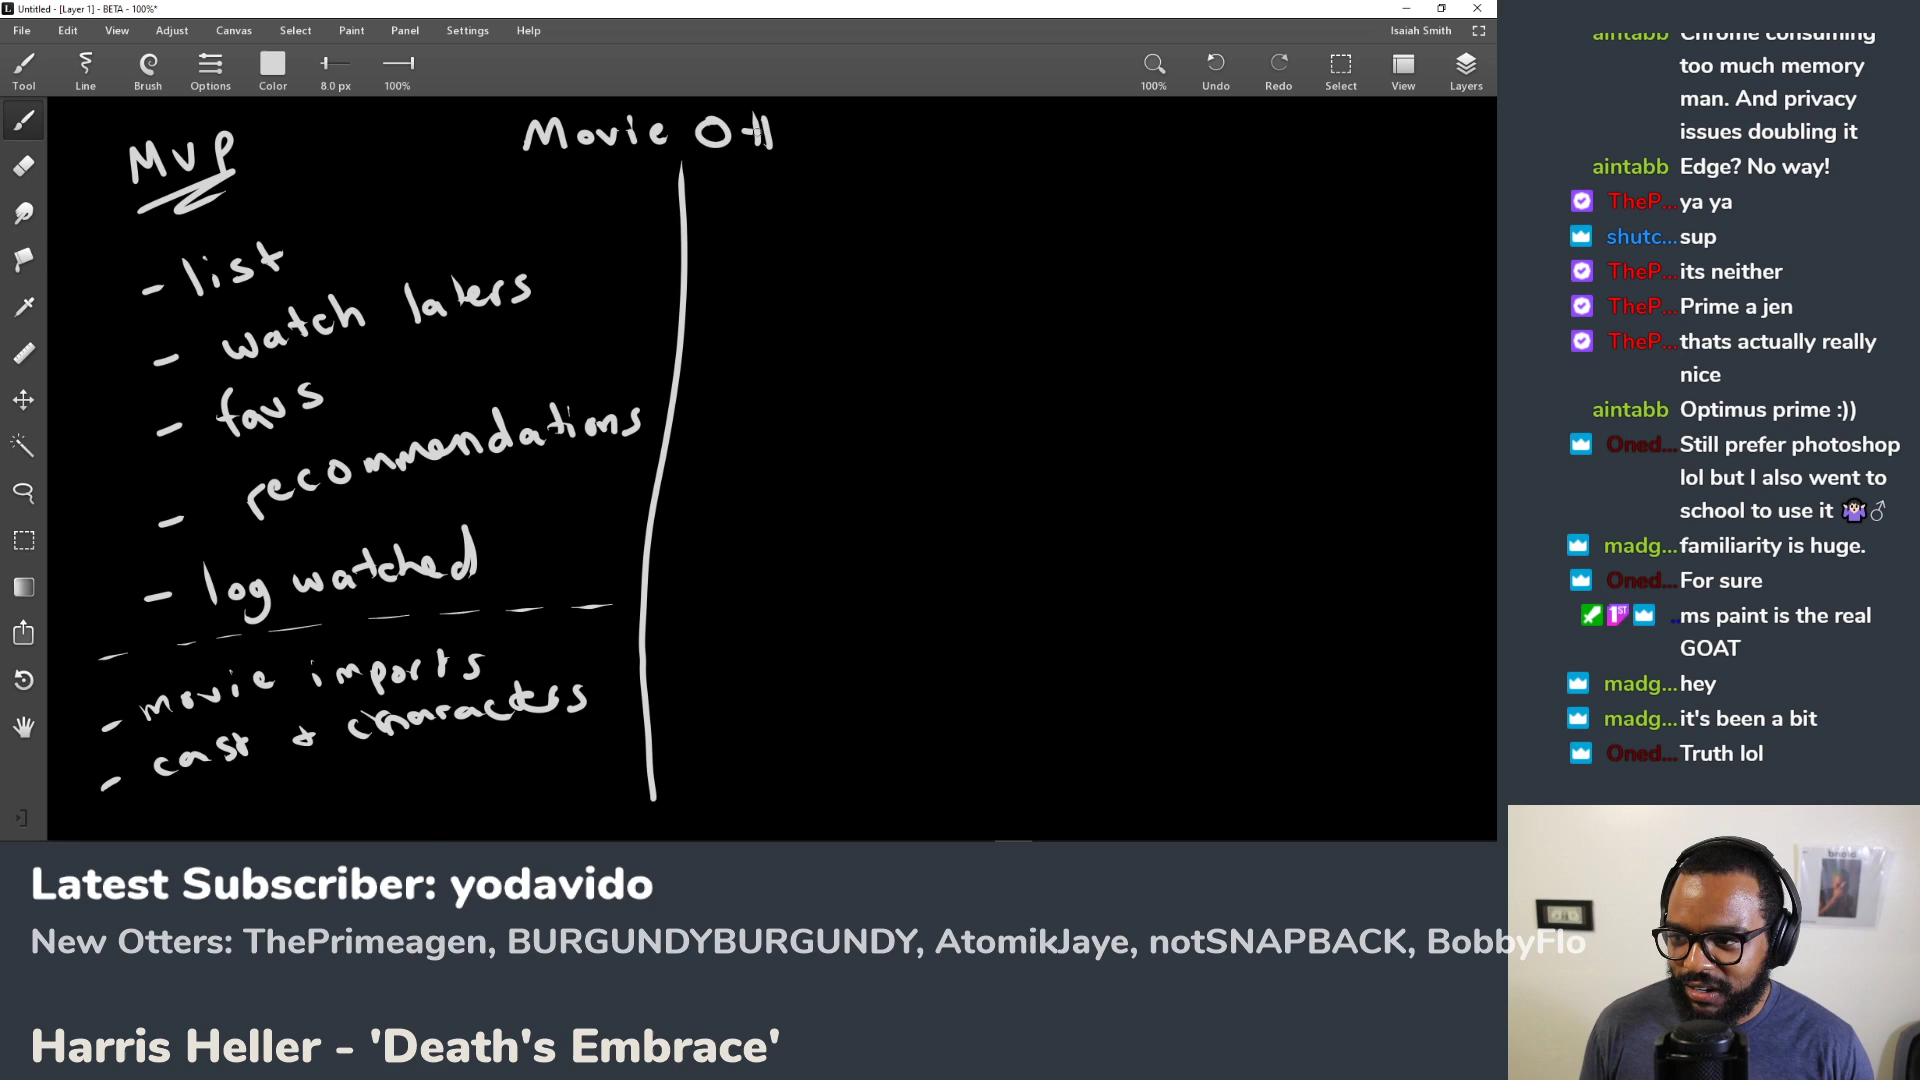 Untitled - [Layer 1] - BETA - 100%*
File Edit View Adjust Canvas Select Paint Panel Settings Help
Isaiah Smith
Tool Line Brush Options Color 8.0 px 100%
100% Undo Redo Select View Layers
Movie Ott
MVP
- list
- watch laters
- favs
- recommendations
- log watched
- movie imports
- cast + characters
aintabb Chrome consuming
too much memory
man. And privacy
issues doubling it
aintabb Edge? No way!
TheP... ya ya
shutc... sup
TheP... its neither
TheP... Prime a jen
TheP... thats actually really
nice
aintabb Optimus prime :))
Oned... Still prefer photoshop
lol but I also went to
school to use it 🤷🏻♂
madg... familiarity is huge.
Oned... For sure
1ST .. ms paint is the real
GOAT
madg... hey
madg... it's been a bit
Oned... Truth lol
Latest Subscriber: yodavido
New Otters: ThePrimeagen, BURGUNDYBURGUNDY, AtomikJaye, notSNAPBACK, BobbyFlo
Harris Heller - 'Death's Embrace'